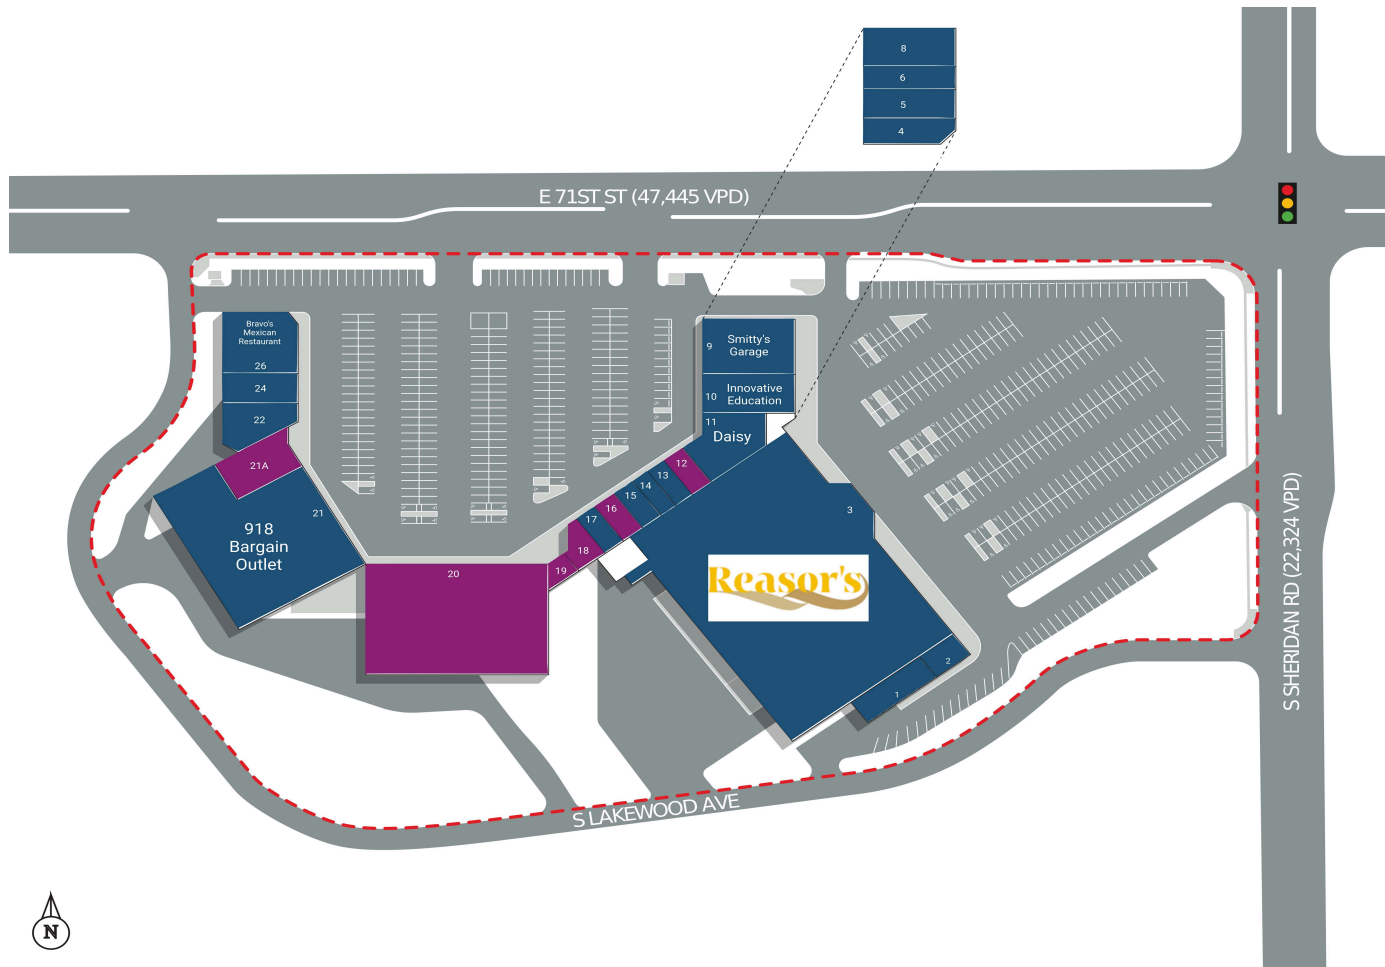 8
6
5
4
E 71ST ST (47,445 VPD)
Bravo's
Mexican
Restaurant
26
24
22
21A
21
918
Bargain
Outlet
20
19
18
17
16
15
14
13
12
9
Smitty's
Garage
10
Innovative
Education
11
Daisy
3
Reasor's
2
1
S SHERIDAN RD (22,324 VPD)
S LAKEWOOD AVE
N